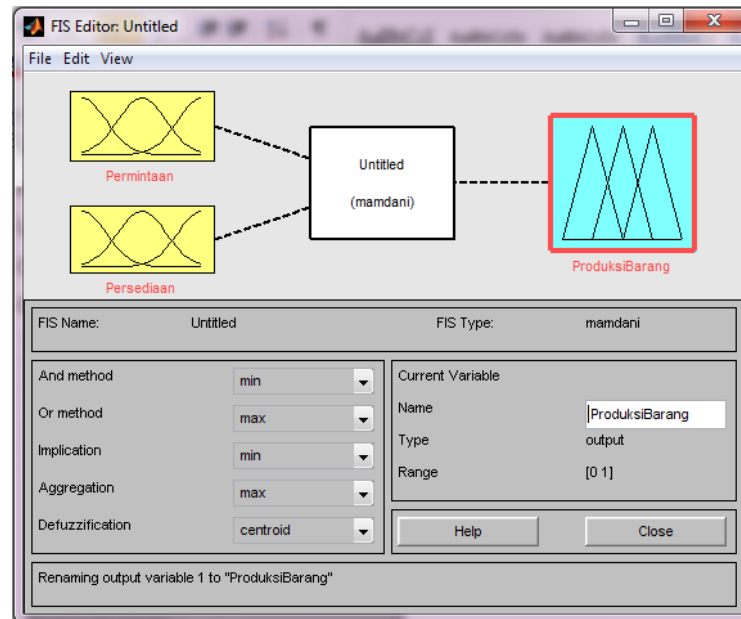 FIS Editor: Untitled
File Edit View
Permintaan
Persediaan
Untitled
(mamdani)
ProduksiBarang
FIS Name: Untitled FIS Type: mamdani
And method min
Or method max
Implication min
Aggregation max
Defuzzification centroid
Current Variable
Name ProduksiBarang
Type output
Range [0 1]
Help Close
Renaming output variable 1 to "ProduksiBarang"